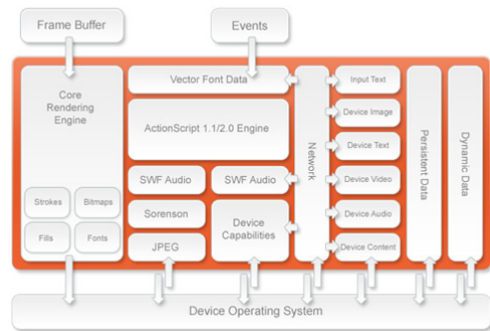 Frame Buffer
Events
Core
Rendering
Engine
Strokes
Bitmaps
Fills
Fonts
Vector Font Data
ActionScript 1.1/2.0 Engine
SWF Audio
SWF Audio
Sorenson
JPEG
Device
Capabilities
Network
Input Text
Device Image
Device Text
Device Video
Device Audio
Device Content
Persistent Data
Dynamic Data
Device Operating System